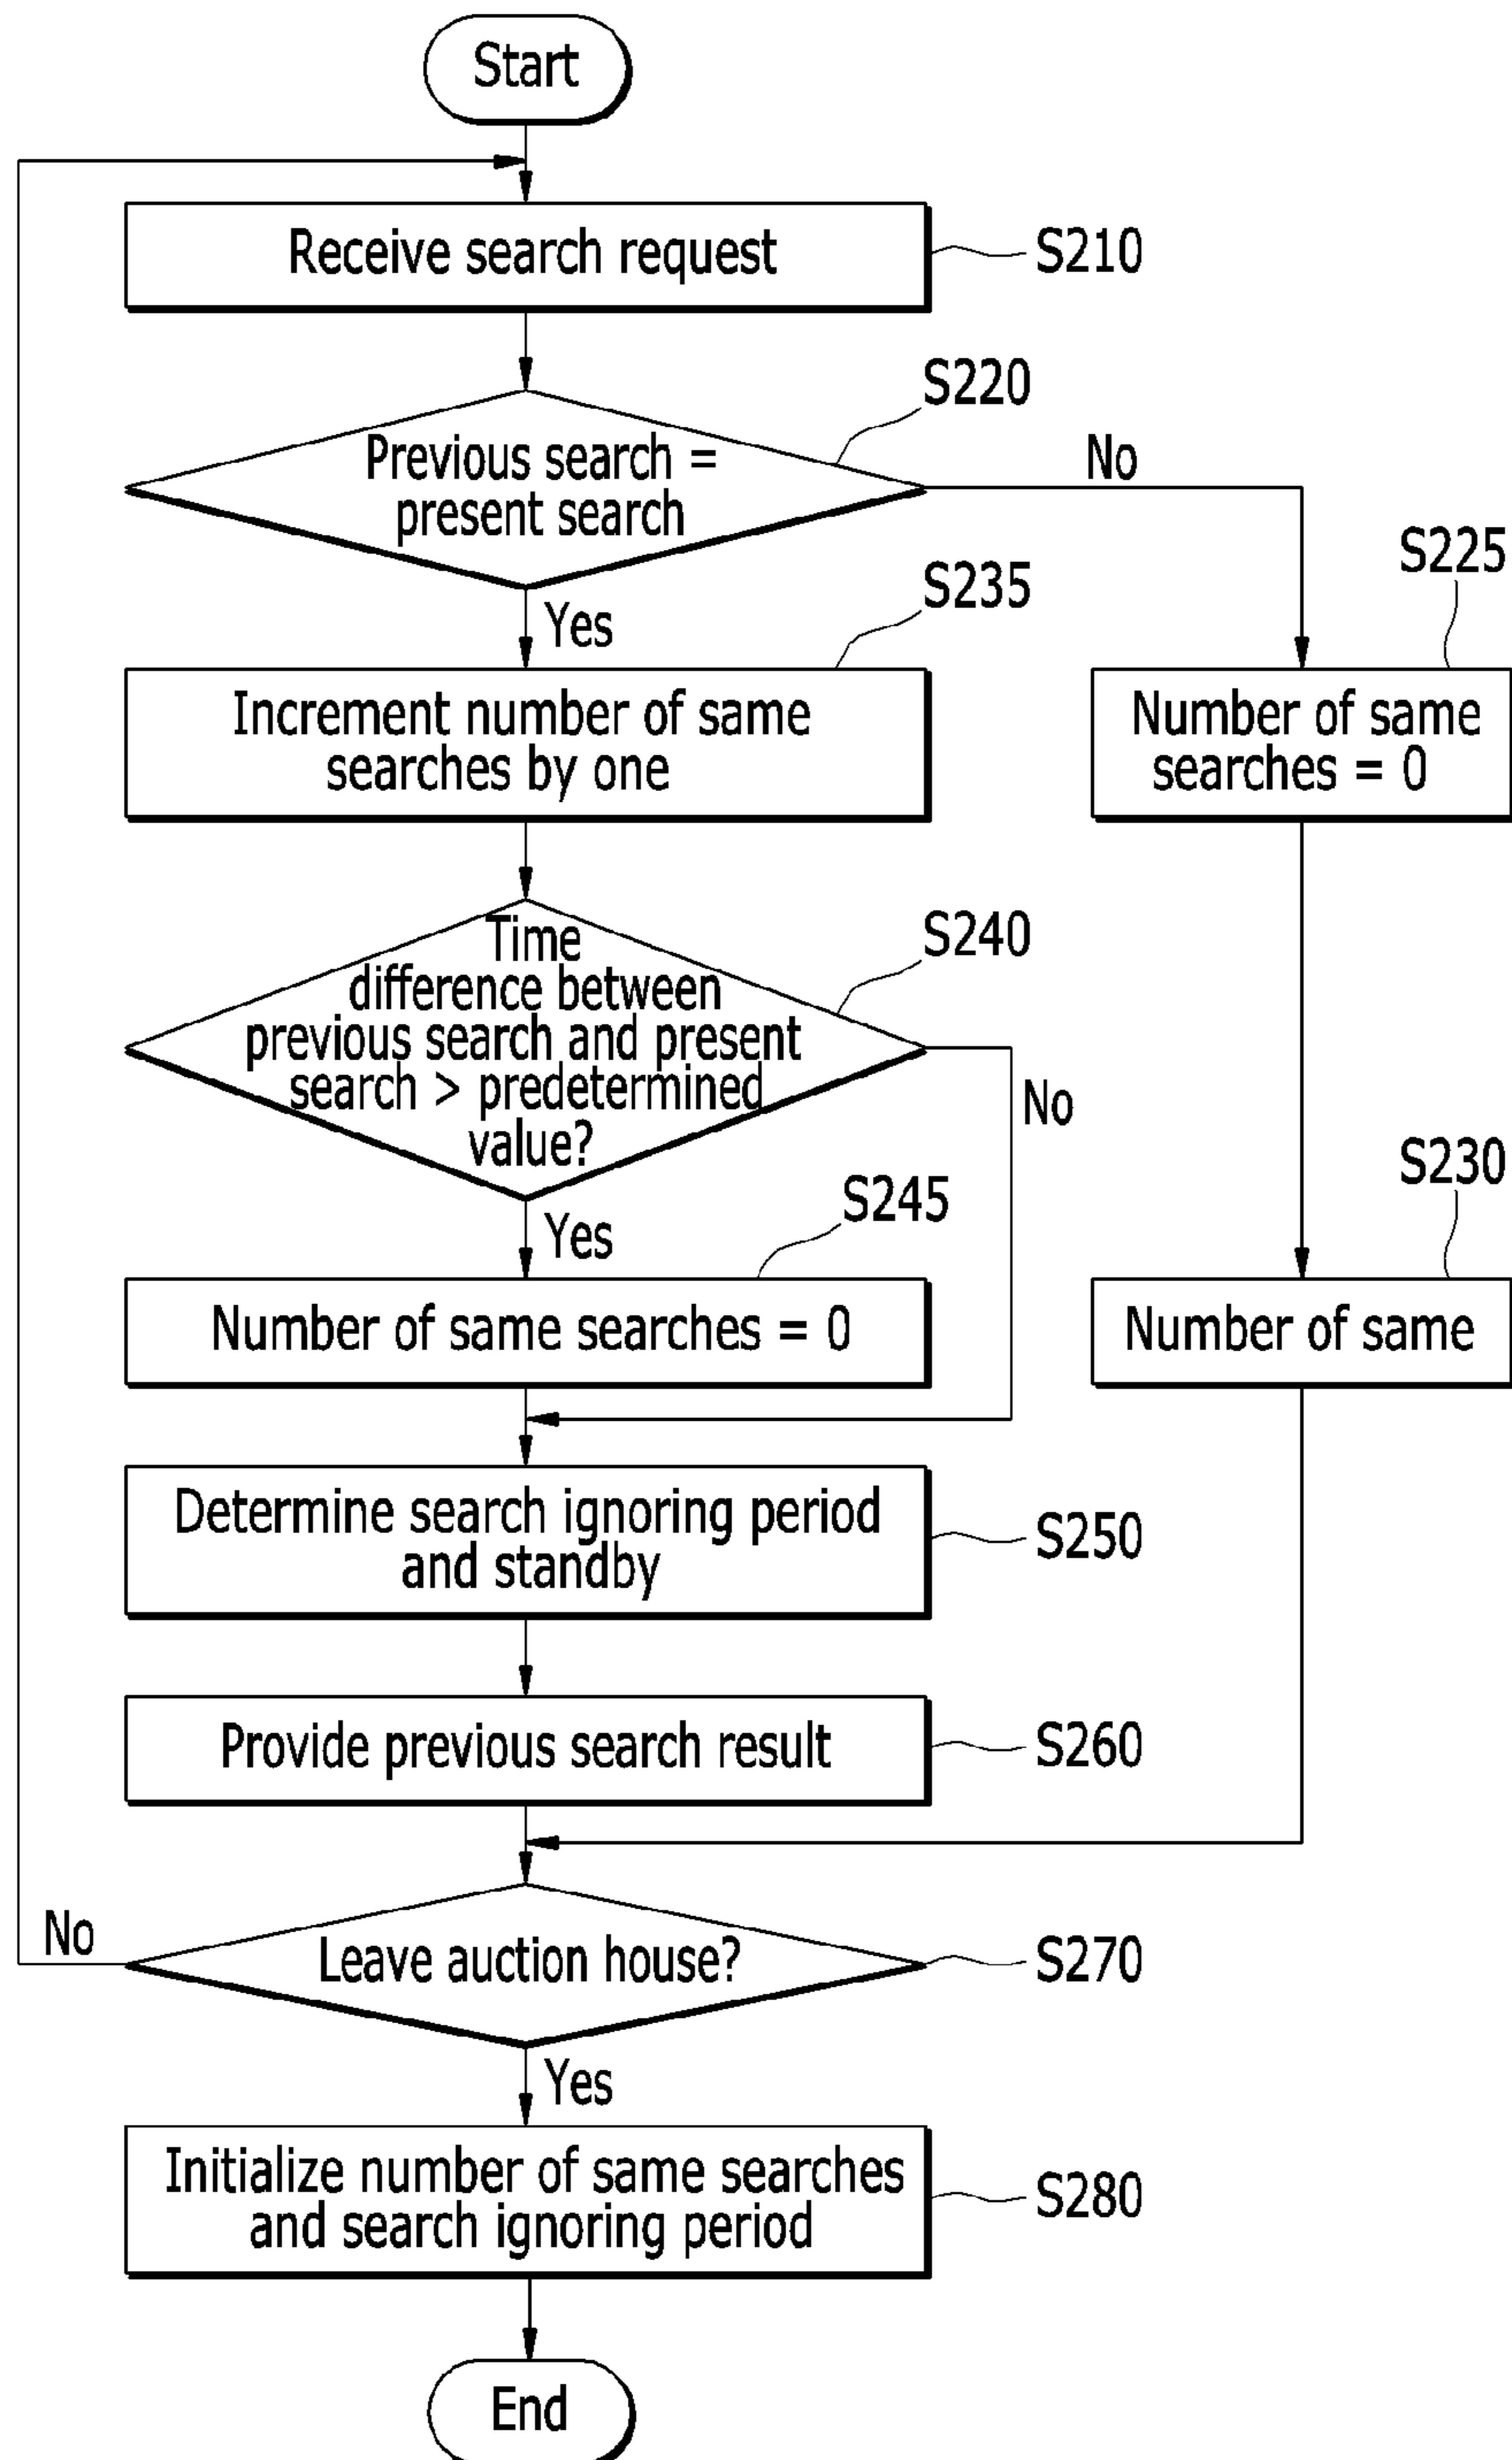 Start
Receive search request
S210
S220
Previous search =
present search
No
Yes
S235
Increment number of same
searches by one
S225
Number of same
searches = 0
S240
Time
difference between
previous search and present
search > predetermined
value?
No
Yes
S245
Number of same searches = 0
S230
Number of same
Determine search ignoring period
and standby
S250
Provide previous search result
S260
Leave auction house?
S270
No
Yes
Initialize number of same searches
and search ignoring period
S280
End